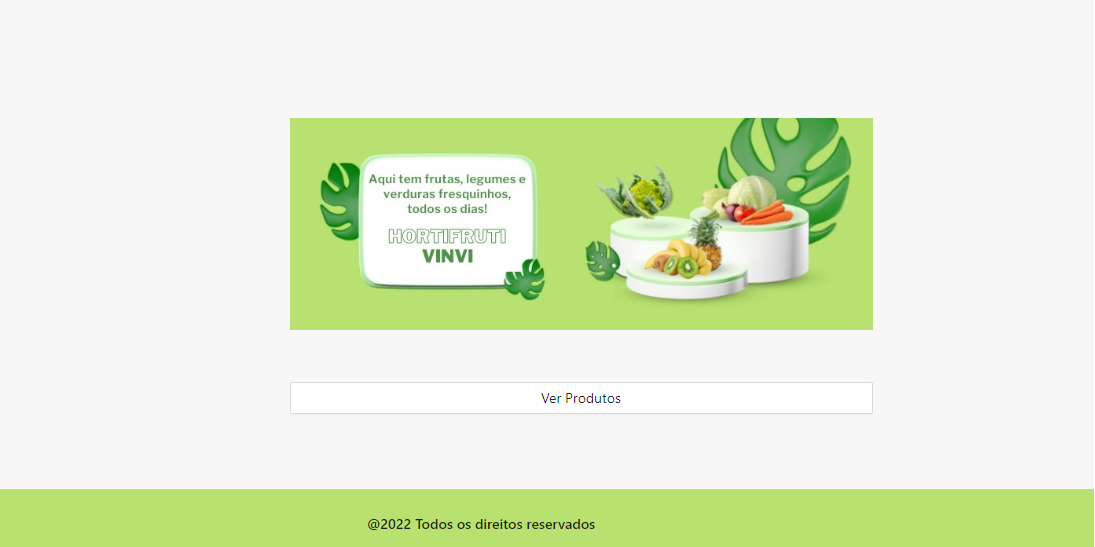 Aqui tem frutas, legumes e
verduras fresquinhos,
todos os dias!
HORTIFRUTI
VINVI
Ver Produtos
@2022 Todos os direitos reservados